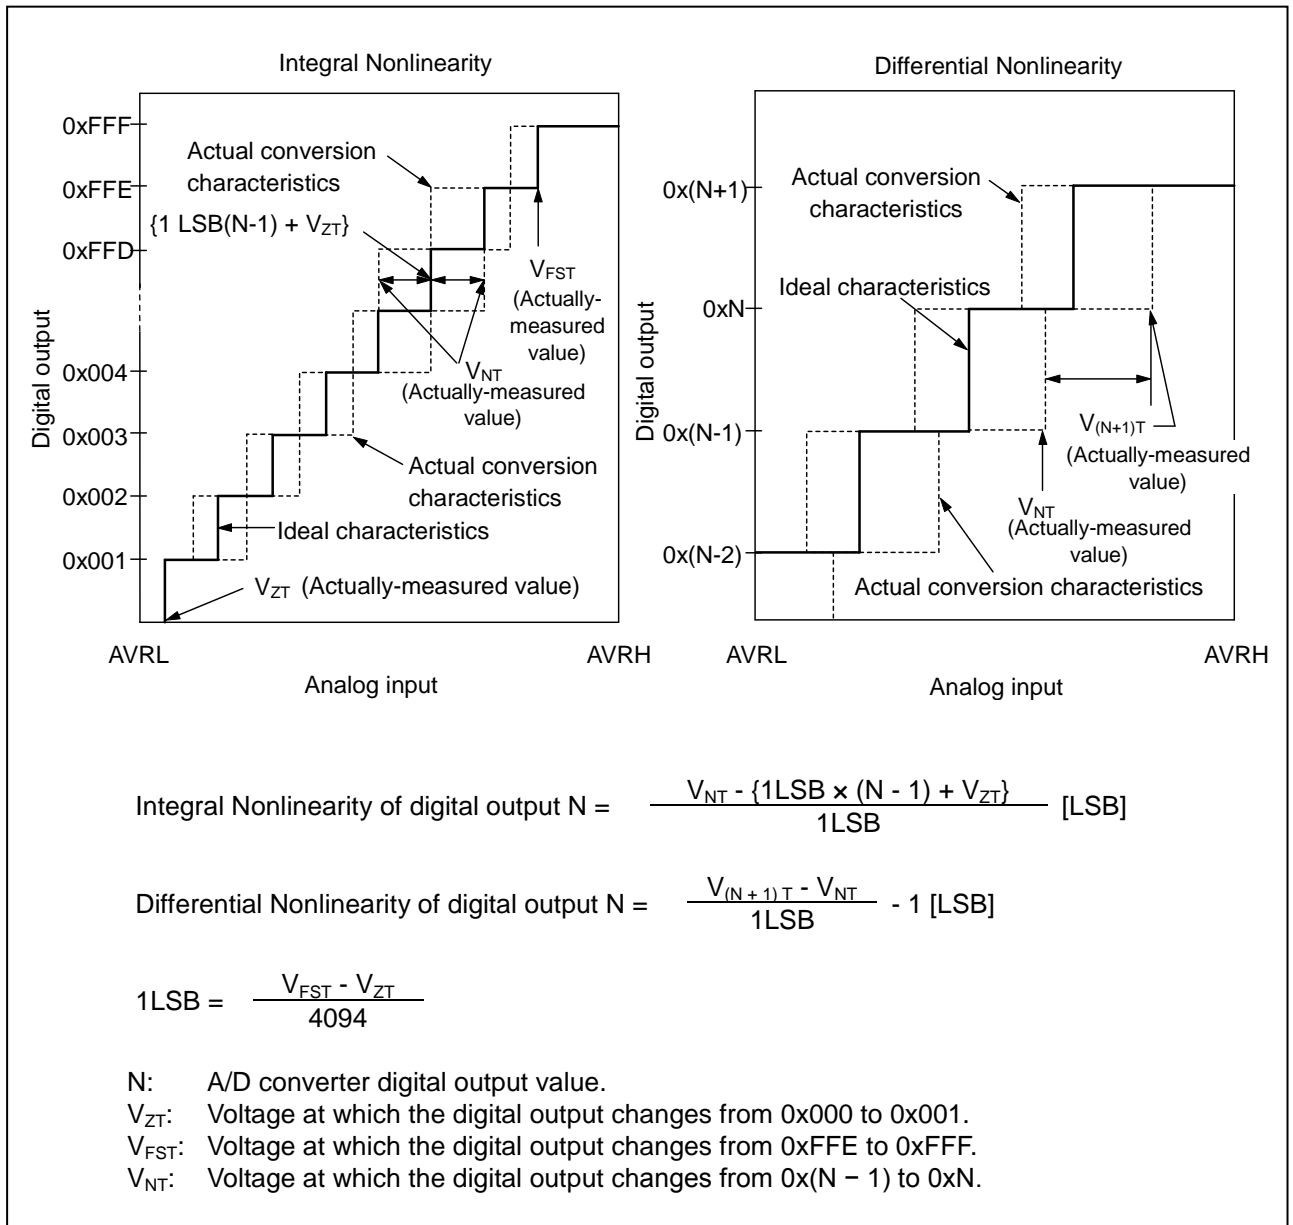 Integral Nonlinearity
0xFFF
0xFFE
0xFFD
0x004
0x003
0x002
0x001
Digital output
Actual conversion
characteristics
{1 LSB(N-1) + VZT}
VFST
(Actually-
measured
value)
VNT
(Actually-measured
value)
Actual conversion
characteristics
Ideal characteristics
VZT (Actually-measured value)
AVRL
AVRH
Analog input
Differential Nonlinearity
0x(N+1)
0xN
0x(N-1)
0x(N-2)
Digital output
Actual conversion
characteristics
Ideal characteristics
V(N+1)T
(Actually-measured
value)
VNT
(Actually-measured
value)
Actual conversion characteristics
AVRL
AVRH
Analog input
Integral Nonlinearity of digital output N = VNT - {1LSB × (N - 1) + VZT} / 1LSB [LSB]
Differential Nonlinearity of digital output N = V(N + 1) T - VNT / 1LSB - 1 [LSB]
1LSB = VFST - VZT / 4094
N: A/D converter digital output value.
VZT: Voltage at which the digital output changes from 0x000 to 0x001.
VFST: Voltage at which the digital output changes from 0xFFE to 0xFFF.
VNT: Voltage at which the digital output changes from 0x(N − 1) to 0xN.